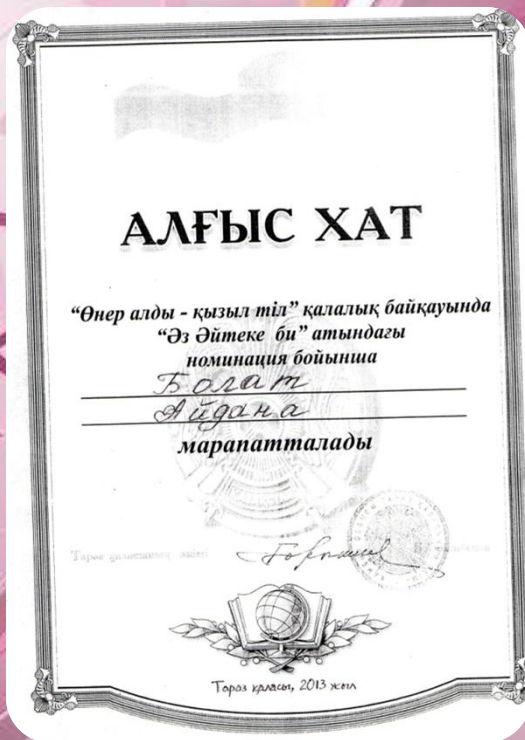 АЛҒЫС ХАТ
“Өнер алды - қызыл тіл” қалалық байқауында
“Әз Әйтеке би” атындағы
номинация бойынша
Болат
Айдана
марапатталады
Тараз
Тараз қаласы, 2013 жыл